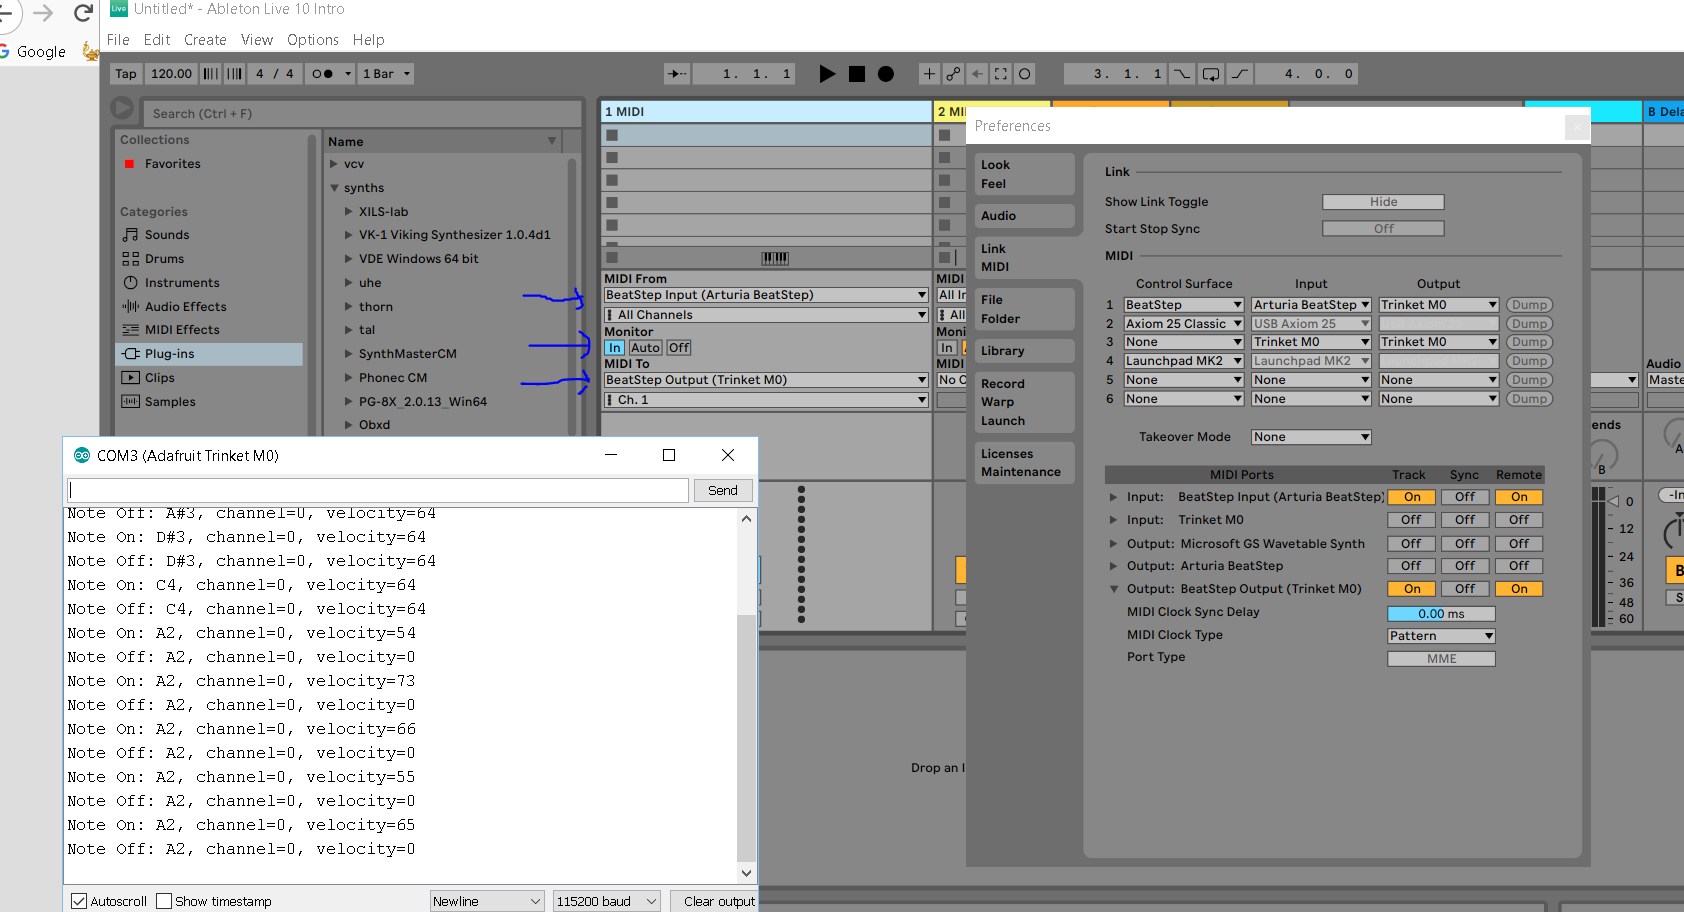 Untitled* - Ableton Live 10 Intro
Live
File Edit Create View Options Help
Google
Tap 120.00 4 / 4 1 Bar 1. 1. 1 3. 1. 1 4. 0. 0
Search (Ctrl + F)
Collections
Favorites
Categories
Sounds
Drums
Instruments
Audio Effects
MIDI Effects
Plug-ins
Clips
Samples
Name
vcv
synths
XILS-lab
VK-1 Viking Synthesizer 1.0.4d1
VDE Windows 64 bit
uhe
thorn
tal
SynthMasterCM
Phonec CM
PG-8X_2.0.13_Win64
Obxd
1 MIDI
MIDI From
BeatStep Input (Arturia BeatStep)
All Channels
Monitor
In Auto Off
MIDI To
BeatStep Output (Trinket M0)
Ch. 1
2 MI
MIDI
All In
All
Moni
In
MIDI
No O
Drop an I
Preferences
Look
Feel
Audio
Link
MIDI
File
Folder
Library
Record
Warp
Launch
Licenses
Maintenance
Link
Show Link Toggle Hide
Start Stop Sync Off
MIDI
Control Surface Input Output
1 BeatStep Arturia BeatStep Trinket M0 Dump
2 Axiom 25 Classic USB Axiom 25 Dump
3 None Trinket M0 Trinket M0 Dump
4 Launchpad MK2 Launchpad MK2 Dump
5 None None None Dump
6 None None None Dump
Takeover Mode None
MIDI Ports Track Sync Remote
Input: BeatStep Input (Arturia BeatStep) On Off On
Input: Trinket M0 Off Off Off
Output: Microsoft GS Wavetable Synth Off Off Off
Output: Arturia BeatStep Off Off Off
Output: BeatStep Output (Trinket M0) On Off On
MIDI Clock Sync Delay 0.00 ms
MIDI Clock Type Pattern
Port Type MME
B Dela
Audio
Maste
ends
A
B
0
12
24
36
48
60
-In
B
S
COM3 (Adafruit Trinket M0)
Send
Note Off: A#3, channel=0, velocity=64
Note On: D#3, channel=0, velocity=64
Note Off: D#3, channel=0, velocity=64
Note On: C4, channel=0, velocity=64
Note Off: C4, channel=0, velocity=64
Note On: A2, channel=0, velocity=54
Note Off: A2, channel=0, velocity=0
Note On: A2, channel=0, velocity=73
Note Off: A2, channel=0, velocity=0
Note On: A2, channel=0, velocity=66
Note Off: A2, channel=0, velocity=0
Note On: A2, channel=0, velocity=55
Note Off: A2, channel=0, velocity=0
Note On: A2, channel=0, velocity=65
Note Off: A2, channel=0, velocity=0
Autoscroll Show timestamp Newline 115200 baud Clear output